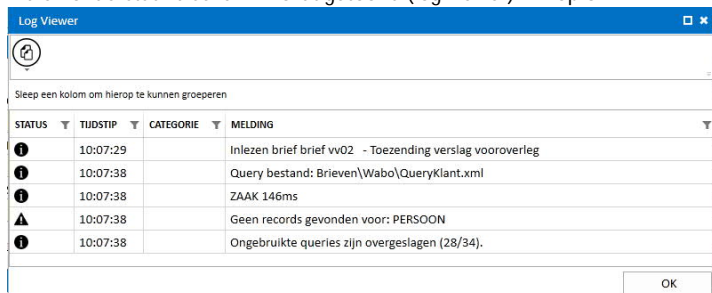 Log Viewer
Sleep een kolom om hierop te kunnen groeperen
STATUS TIJDSTIP CATEGORIE MELDING
10:07:29 Inlezen brief brief vv02 - Toezending verslag vooroverleg
10:07:38 Query bestand: Brieven\Wabo\QueryKlant.xml
10:07:38 ZAAK 146ms
10:07:38 Geen records gevonden voor: PERSOON
10:07:38 Ongebruikte queries zijn overgeslagen (28/34).
OK